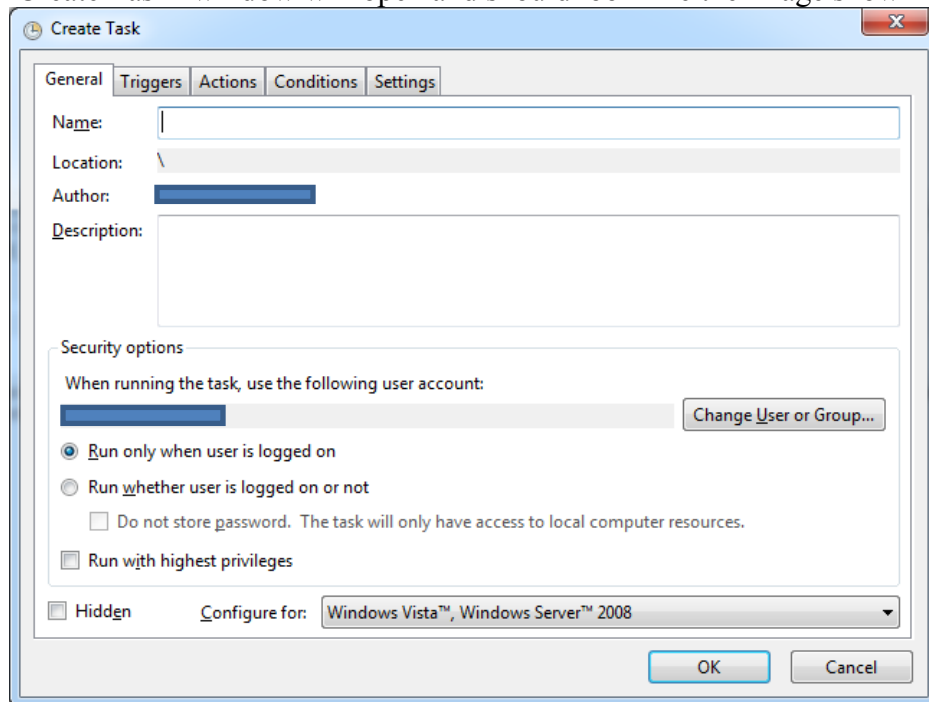 Create Task
General Triggers Actions Conditions Settings
Name:
Location: \
Author:
Description:
Security options
When running the task, use the following user account:
Change User or Group...
Run only when user is logged on
Run whether user is logged on or not
Do not store password. The task will only have access to local computer resources.
Run with highest privileges
Hidden Configure for: Windows Vista™, Windows Server™ 2008
OK Cancel